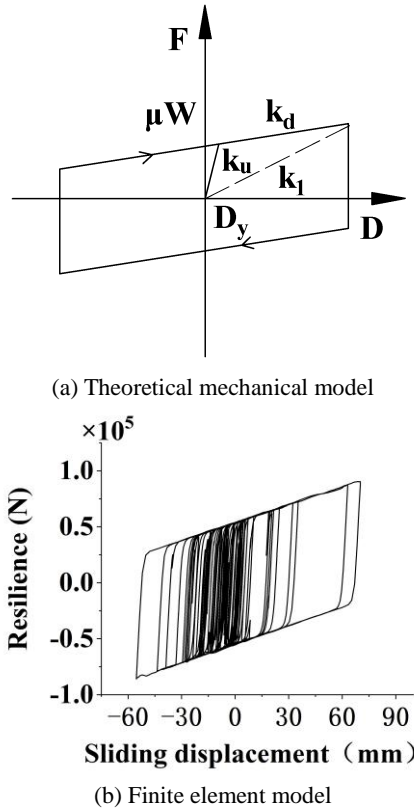 F
μW
k_d
k_u
k_1
D_y
D
(a) Theoretical mechanical model
×10^5
1.0
0.5
0.0
-0.5
-1.0
Resilience (N)
−60 −30 0 30 60 90
Sliding displacement（mm）
(b) Finite element model